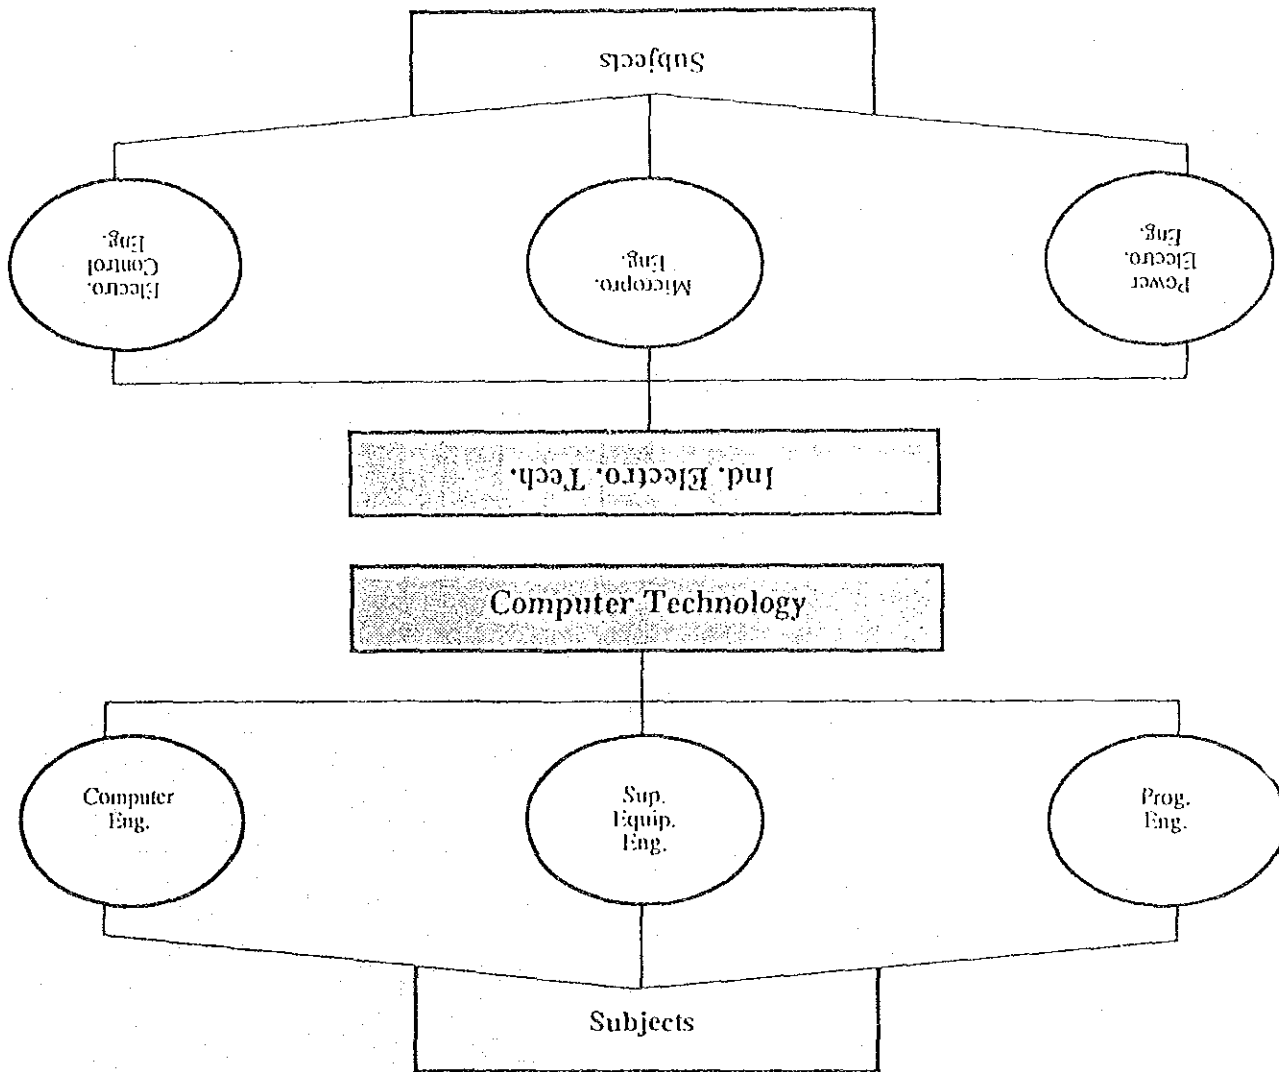 Subjects
Electro.
Control
Eng.
Micropro.
Eng.
Power
Electro.
Eng.
Ind. Electro. Tech.
Computer Technology
Computer
Eng.
Sup.
Equip.
Eng.
Prog.
Eng.
Subjects